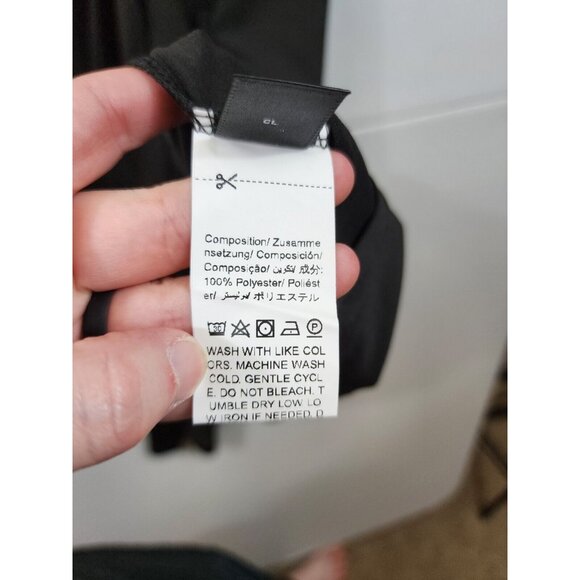 Composition/ Zusamme
nsetzung/ Composición/
Composição/ التكوين/ 成分:
100% Polyester/ Poliést
er/ بوليستر/ ポリエステル
P
WASH WITH LIKE COL
ORS. MACHINE WASH
COLD. GENTLE CYCL
E. DO NOT BLEACH. T
UMBLE DRY LOW LO
W IRON IF NEEDED. D